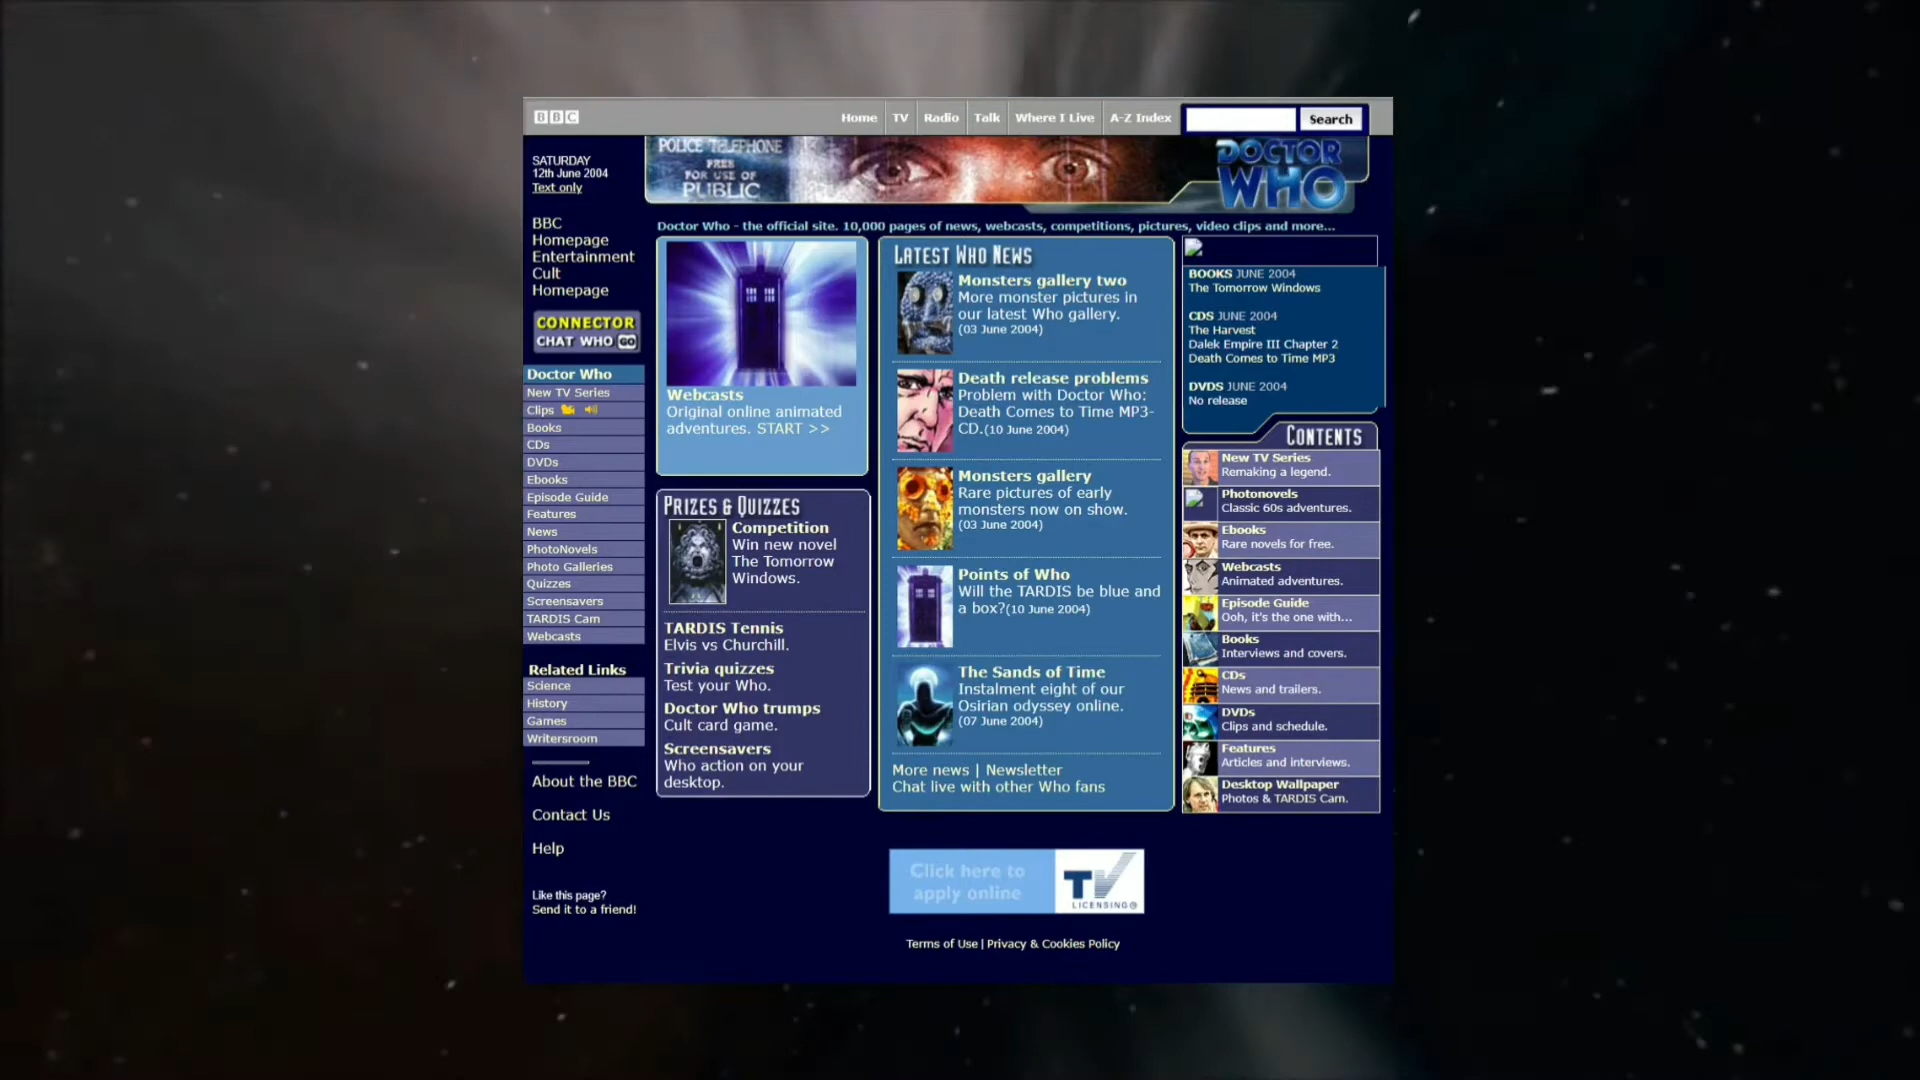 BBC
Home
TV
Radio
Talk
Where I Live
A-Z Index
Search
SATURDAY
12th June 2004
Text only
POLICE TELEPHONE
FREE
FOR USE OF
PUBLIC
DOCTOR
WHO
BBC
Homepage
Entertainment
Cult
Homepage
CONNECTOR
CHAT WHO GO
Doctor Who
New TV Series
Clips
Books
CDs
DVDs
Ebooks
Episode Guide
Features
News
PhotoNovels
Photo Galleries
Quizzes
Screensavers
TARDIS Cam
Webcasts
Related Links
Science
History
Games
Writersroom
About the BBC
Contact Us
Help
Like this page?
Send it to a friend!
Doctor Who - the official site. 10,000 pages of news, webcasts, competitions, pictures, video clips and more...
Webcasts
Original online animated
adventures. START >>
PRIZES & QUIZZES
Competition
Win new novel
The Tomorrow
Windows.
TARDIS Tennis
Elvis vs Churchill.
Trivia quizzes
Test your Who.
Doctor Who trumps
Cult card game.
Screensavers
Who action on your
desktop.
LATEST WHO NEWS
Monsters gallery two
More monster pictures in
our latest Who gallery.
(03 June 2004)
Death release problems
Problem with Doctor Who:
Death Comes to Time MP3-
CD.(10 June 2004)
Monsters gallery
Rare pictures of early
monsters now on show.
(03 June 2004)
Points of Who
Will the TARDIS be blue and
a box?(10 June 2004)
The Sands of Time
Instalment eight of our
Osirian odyssey online.
(07 June 2004)
More news | Newsletter
Chat live with other Who fans
BOOKS JUNE 2004
The Tomorrow Windows
CDS JUNE 2004
The Harvest
Dalek Empire III Chapter 2
Death Comes to Time MP3
DVDS JUNE 2004
No release
CONTENTS
New TV Series
Remaking a legend.
Photonovels
Classic 60s adventures.
Ebooks
Rare novels for free.
Webcasts
Animated adventures.
Episode Guide
Ooh, it's the one with...
Books
Interviews and covers.
CDs
News and trailers.
DVDs
Clips and schedule.
Features
Articles and interviews.
Desktop Wallpaper
Photos & TARDIS Cam.
Click here to
apply online
TV
LICENSING
Terms of Use | Privacy & Cookies Policy